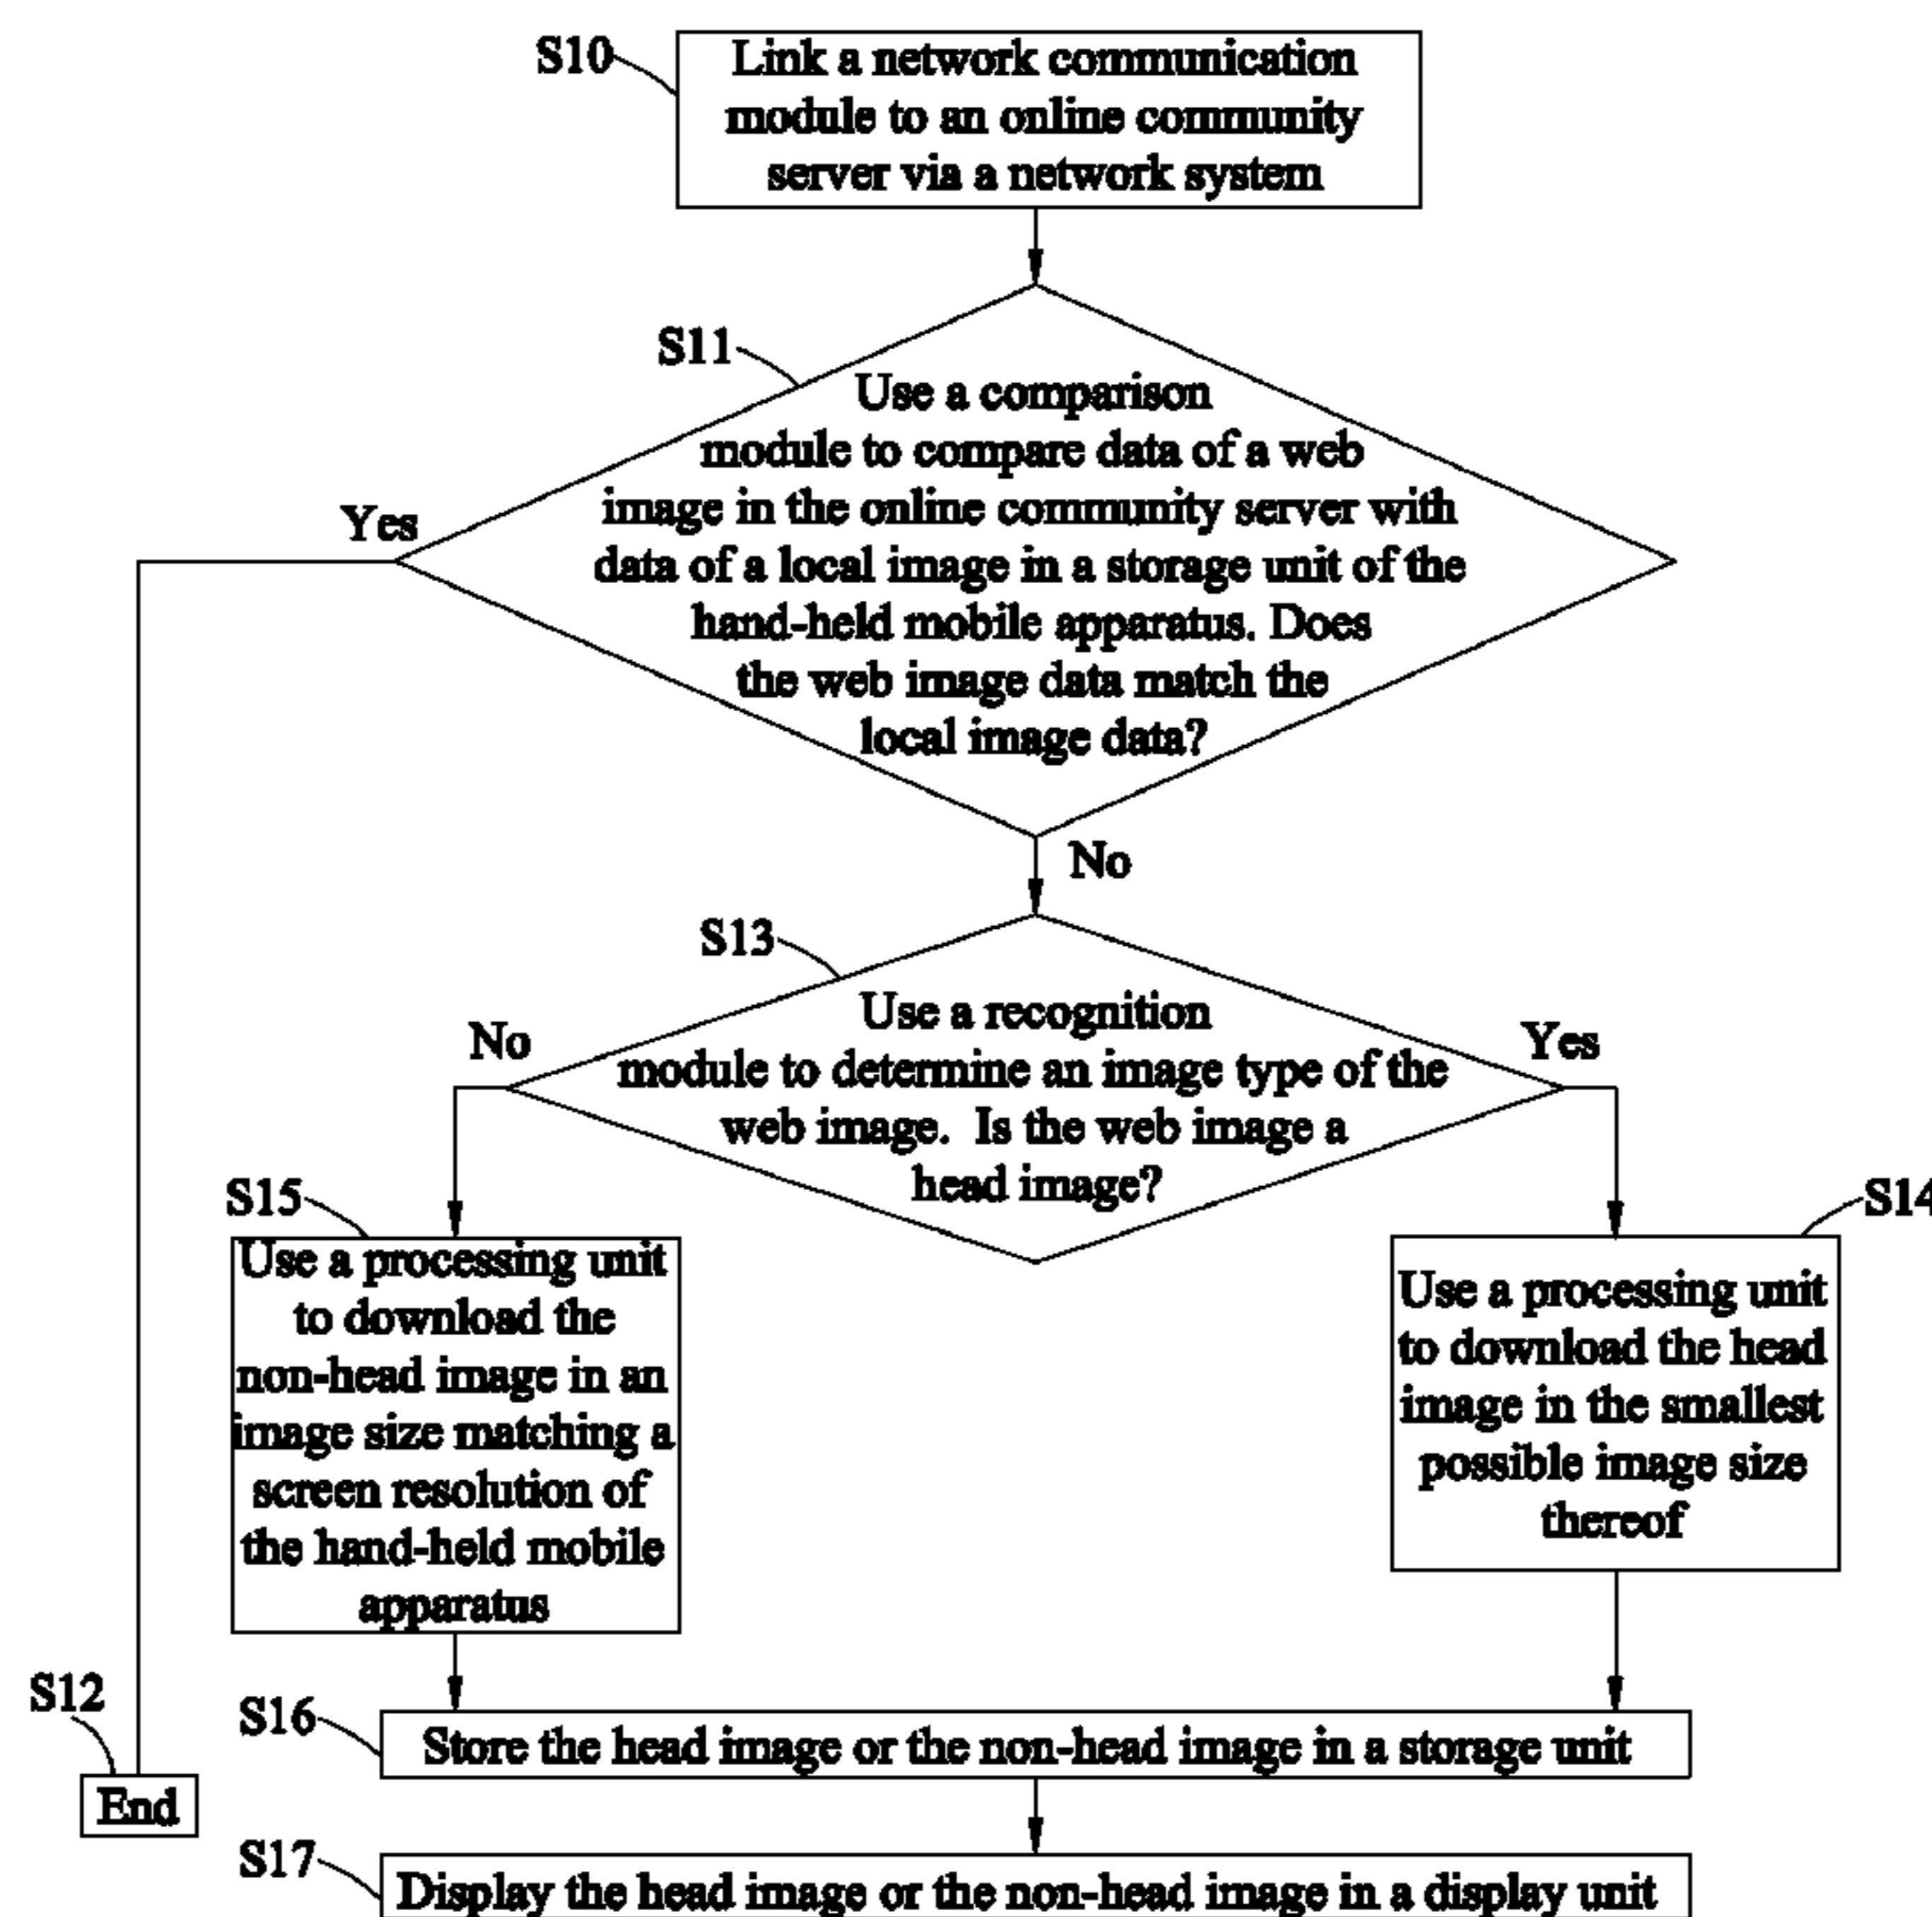 S10
Link a network communication
module to an online community
server via a network system
S11
Use a comparison
module to compare data of a web
image in the online community server with
data of a local image in a storage unit of the
hand-held mobile apparatus. Does
the web image data match the
local image data?
Yes
No
S13
Use a recognition
module to determine an image type of the
web image. Is the web image a
head image?
No
Yes
S15
Use a processing unit
to download the
non-head image in an
image size matching a
screen resolution of
the hand-held mobile
apparatus
S14
Use a processing unit
to download the head
image in the smallest
possible image size
thereof
S12
End
S16
Store the head image or the non-head image in a storage unit
S17
Display the head image or the non-head image in a display unit